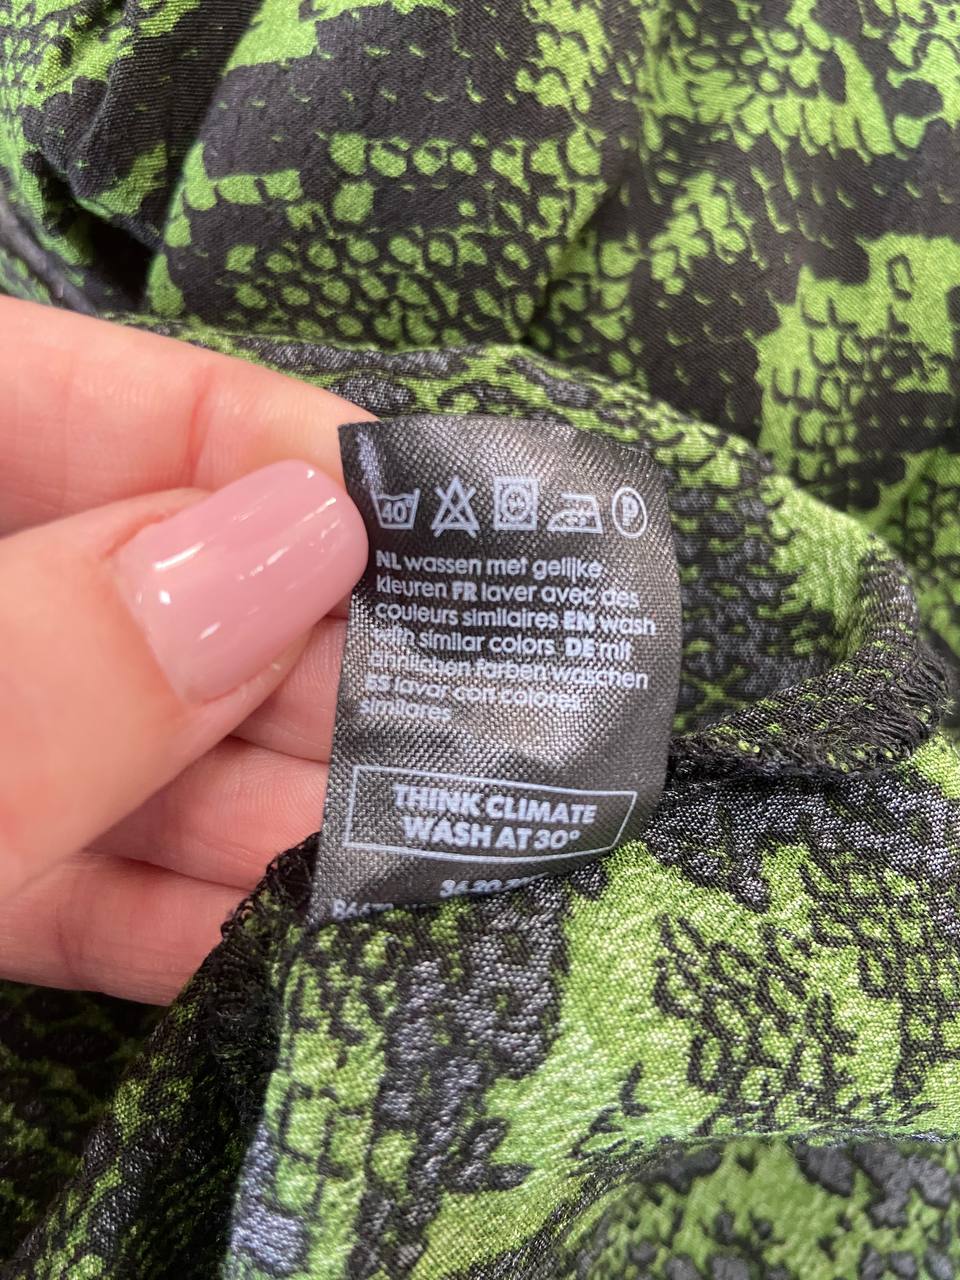 40°
P
NL wassen met gelijke
kleuren FR laver avec des
couleurs similaires EN wash
with similar colors DE mit
ähnlichen farben waschen
ES lavar con colores
similares
THINK CLIMATE
WASH AT 30°